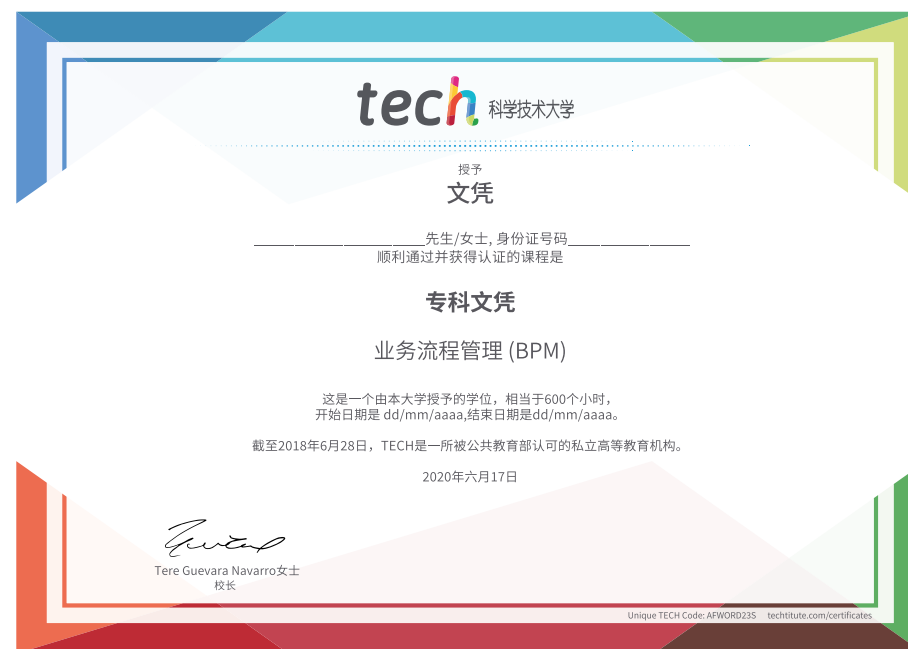 tech 科学技术大学
授予
文凭
____________________先生/女士, 身份证号码______________
顺利通过并获得认证的课程是
专科文凭
业务流程管理 (BPM)
这是一个由本大学授予的学位，相当于600个小时，
开始日期是 dd/mm/aaaa,结束日期是dd/mm/aaaa。
截至2018年6月28日，TECH是一所被公共教育部认可的私立高等教育机构。
2020年六月17日
Tere Guevara Navarro女士
校长
Unique TECH Code: AFWORD23S techtitute.com/certificates